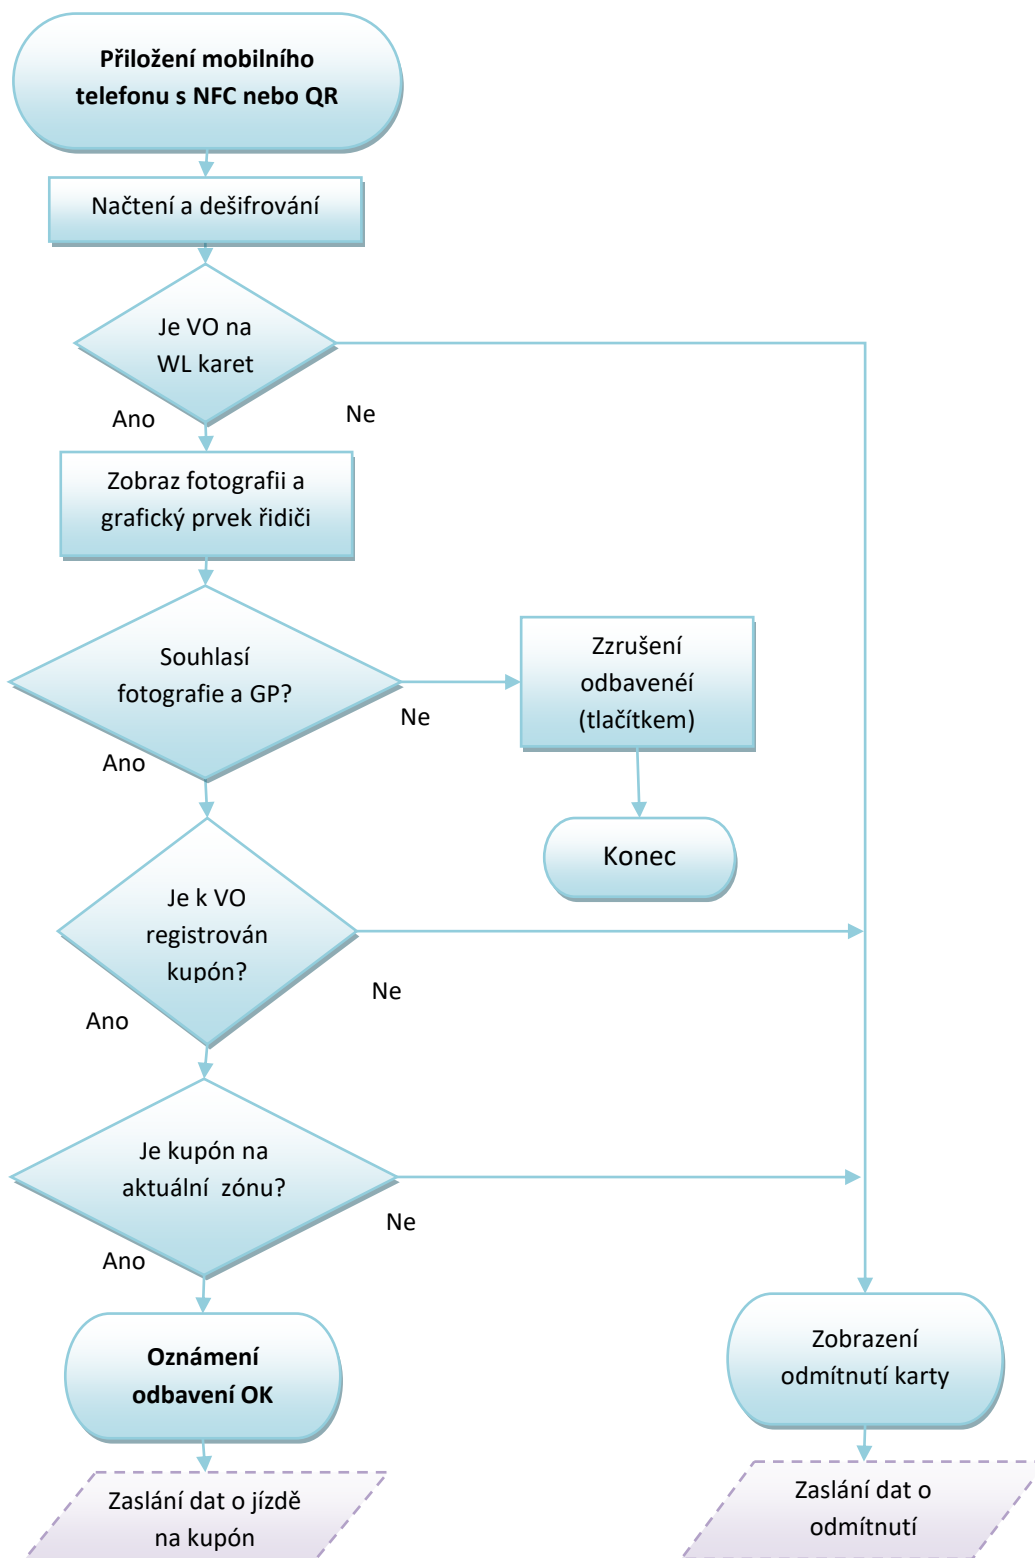 Přiložení mobilního
telefonu s NFC nebo QR
Načtení a dešifrování
Je VO na
WL karet
Ano
Ne
Zobraz fotografii a
grafický prvek řidiči
Souhlasí
fotografie a GP?
Ne
Ano
Zzrušení
odbavenéí
(tlačítkem)
Konec
Je k VO
registrován
kupón?
Ne
Ano
Je kupón na
aktuální zónu?
Ne
Ano
Oznámení
odbavení OK
Zobrazení
odmítnutí karty
Zaslání dat o jízdě
na kupón
Zaslání dat o
odmítnutí